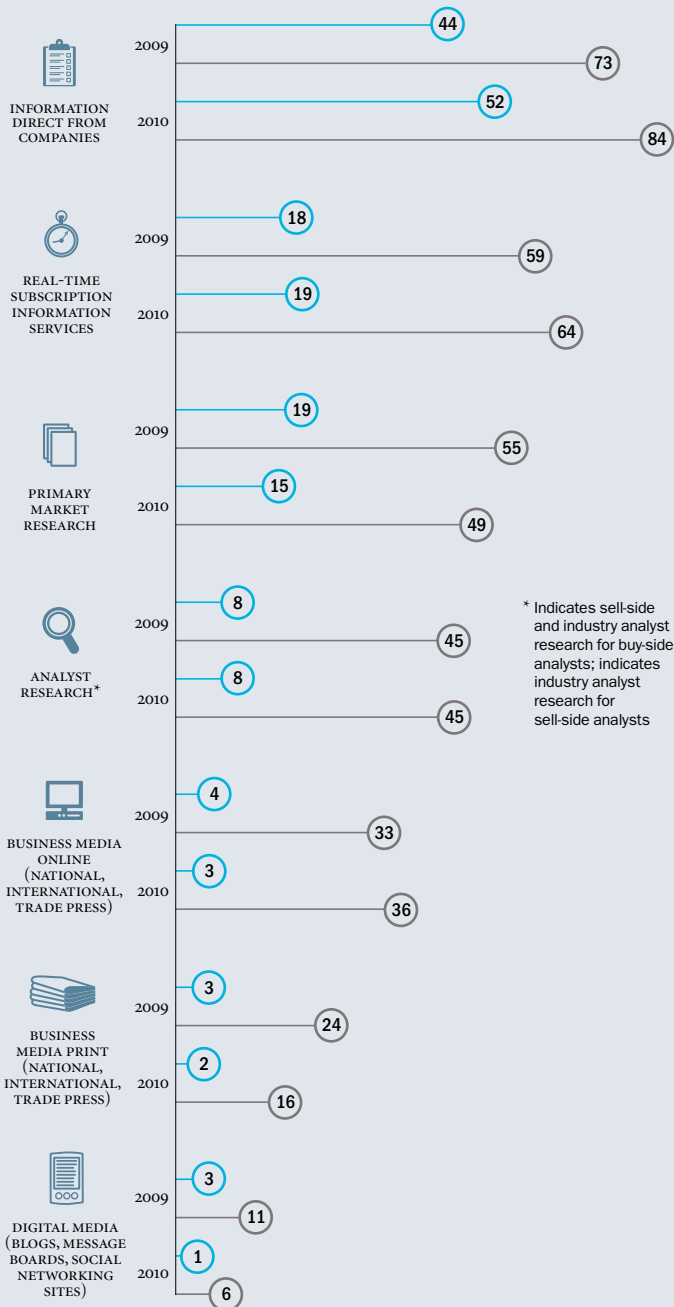 44
2009
73
INFORMATION
DIRECT FROM
COMPANIES
52
2010
84
18
2009
59
REAL-TIME
SUBSCRIPTION
INFORMATION
SERVICES
19
2010
64
19
2009
55
PRIMARY
MARKET
RESEARCH
15
2010
49
8
2009
45
ANALYST
RESEARCH*
8
2010
45
* Indicates sell-side
and industry analyst
research for buy-side
analysts; indicates
industry analyst
research for
sell-side analysts
4
2009
33
BUSINESS MEDIA
ONLINE
(NATIONAL,
INTERNATIONAL,
TRADE PRESS)
3
2010
36
3
2009
24
BUSINESS
MEDIA PRINT
(NATIONAL,
INTERNATIONAL,
TRADE PRESS)
2
2010
16
3
2009
11
DIGITAL MEDIA
(BLOGS, MESSAGE
BOARDS, SOCIAL
NETWORKING
SITES)
1
2010
6